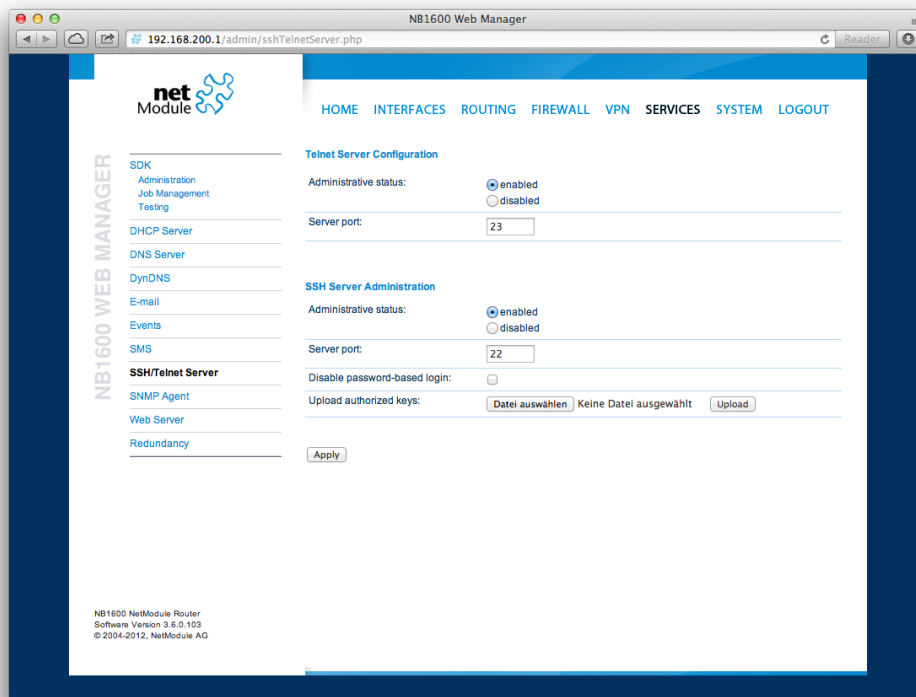 NB1600 Web Manager
192.168.200.1/admin/sshTelnetServer.php
Reader
net
Module
HOME INTERFACES ROUTING FIREWALL VPN SERVICES SYSTEM LOGOUT
NB1600 WEB MANAGER
SDK
Administration
Job Management
Testing
DHCP Server
DNS Server
DynDNS
E-mail
Events
SMS
SSH/Telnet Server
SNMP Agent
Web Server
Redundancy
Telnet Server Configuration
Administrative status:
enabled
disabled
Server port:
23
SSH Server Administration
Administrative status:
enabled
disabled
Server port:
22
Disable password-based login:
Upload authorized keys:
Datei auswählen Keine Datei ausgewählt Upload
Apply
NB1600 NetModule Router
Software Version 3.6.0.103
© 2004-2012, NetModule AG